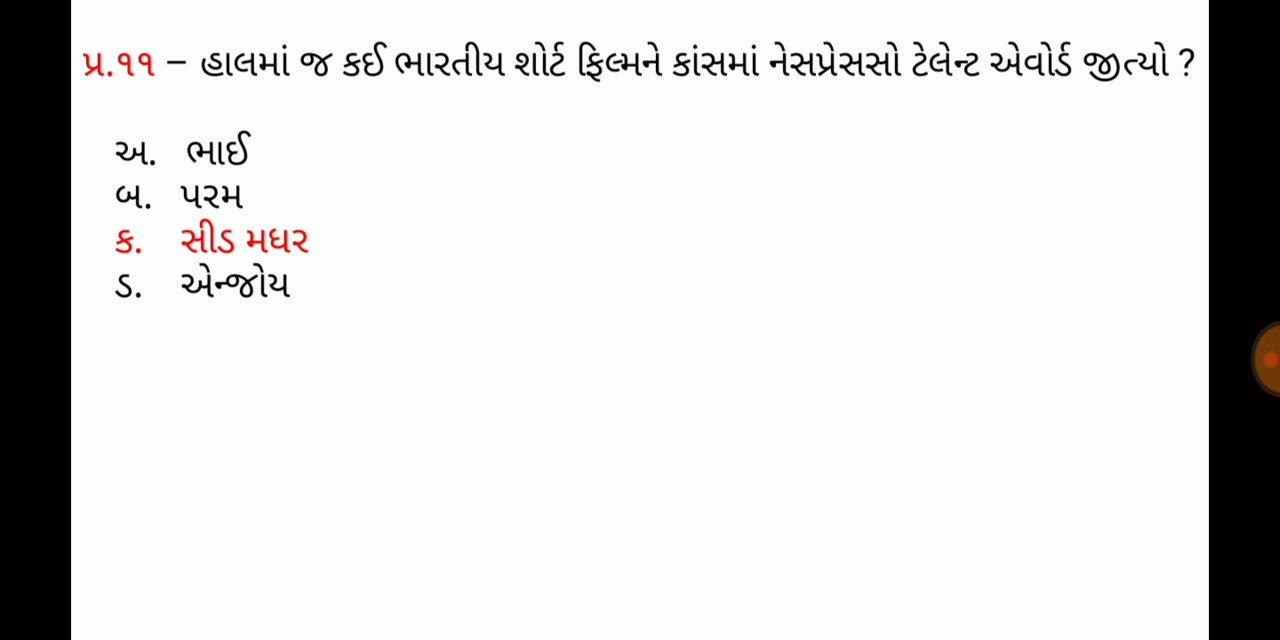 પ્ર.૧૧ – હાલમાં જ કઈ ભારતીય શોર્ટ ફિલ્મને કાંસમાં નેસપ્રેસસો ટેલેન્ટ એવોર્ડ જીત્યો ?
અ. ભાઈ
બ. પરમ
ક. સીડ મધર
ડ. એન્જોય